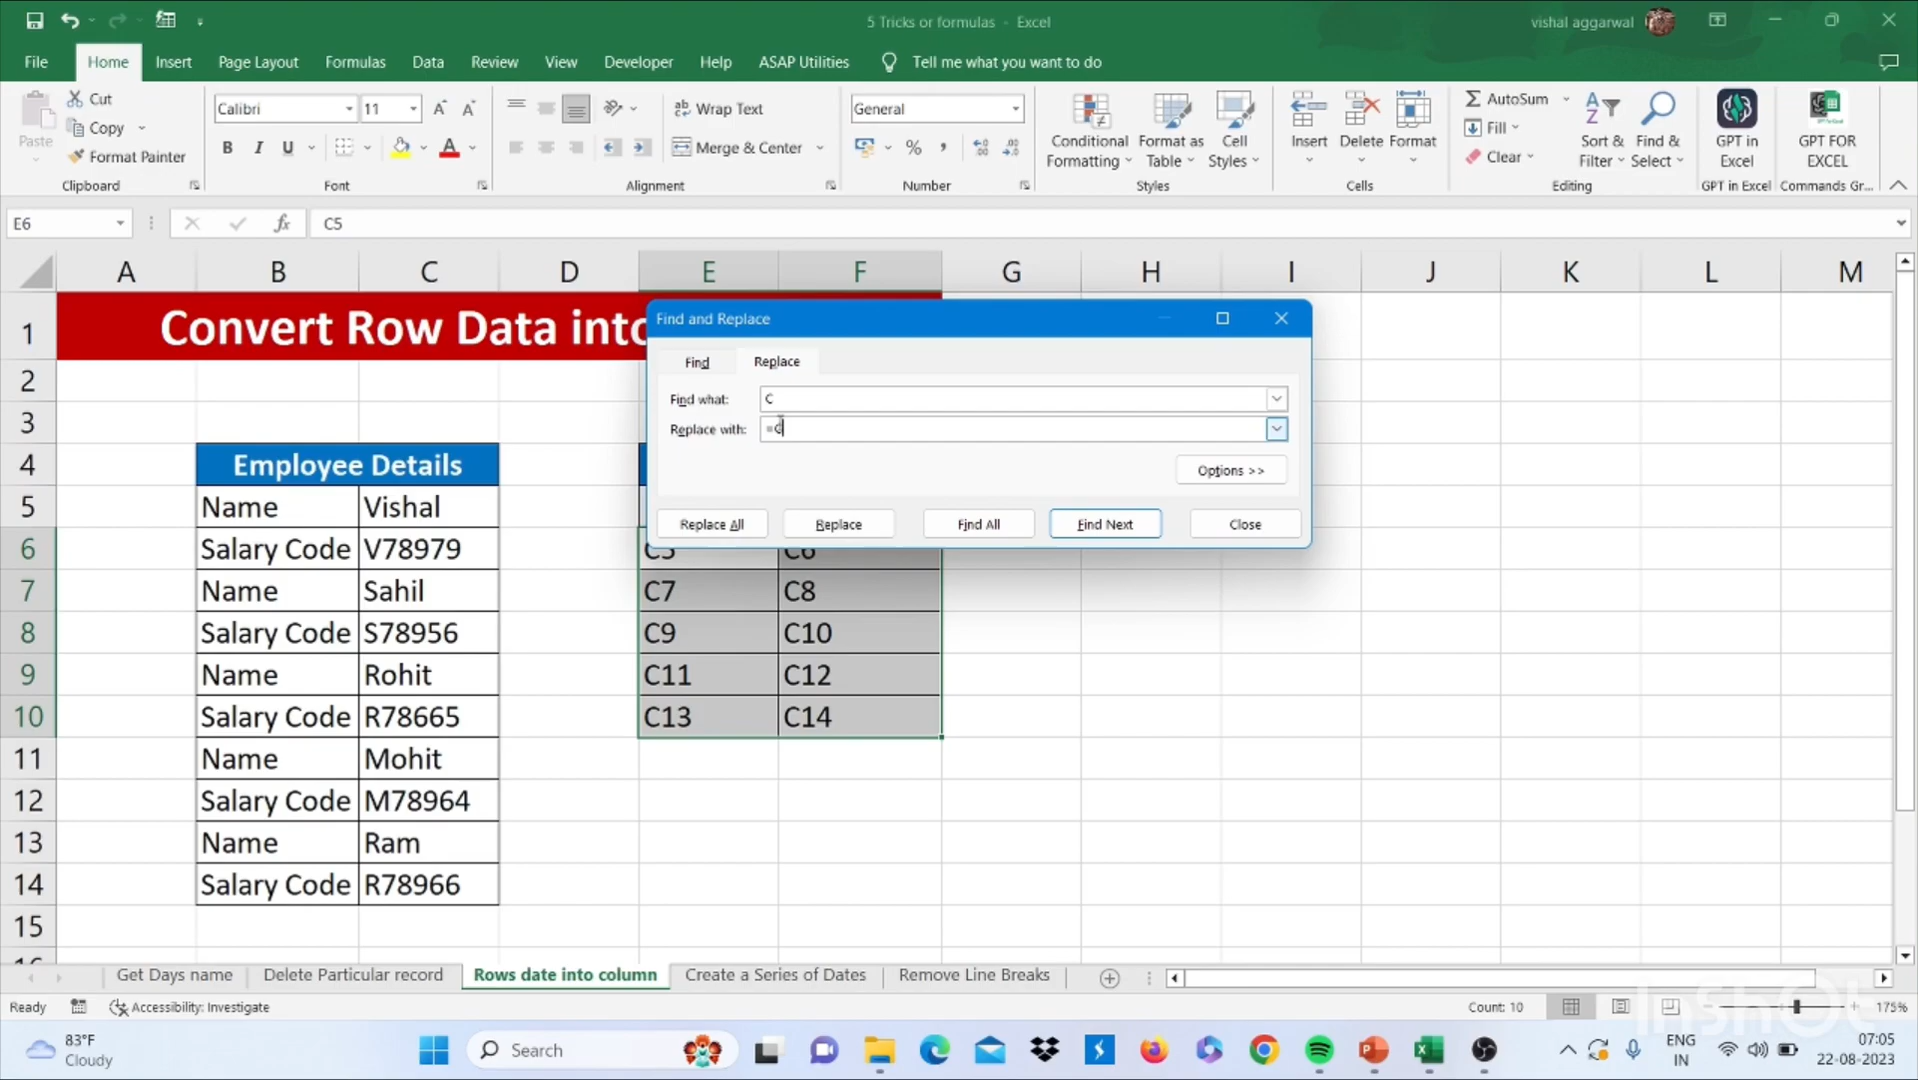 5 Tricks or formulas - Excel
vishal aggarwal
File Home Insert Page Layout Formulas Data Review View Developer Help ASAP Utilities Tell me what you want to do
Paste
Cut
Copy
Format Painter
Clipboard
Calibri 11
B I U
Font
Wrap Text
Merge & Center
Alignment
General
%
Number
Conditional Formatting
Format as Table
Cell Styles
Styles
Insert
Delete
Format
Cells
AutoSum
Fill
Clear
Sort & Filter
Find & Select
Editing
GPT in Excel
GPT in Excel
GPT FOR EXCEL
Commands Gr...
E6 fx C5
A B C D E F G H I J K L M
1 Convert Row Data into
2
3
4 Employee Details
5 Name Vishal
6 Salary Code V78979 C5 C6
7 Name Sahil C7 C8
8 Salary Code S78956 C9 C10
9 Name Rohit C11 C12
10 Salary Code R78665 C13 C14
11 Name Mohit
12 Salary Code M78964
13 Name Ram
14 Salary Code R78966
15
16
Find and Replace
Find Replace
Find what: C
Replace with: =C
Options >>
Replace All Replace Find All Find Next Close
Get Days name Delete Particular record Rows date into column Create a Series of Dates Remove Line Breaks
Ready Accessibility: Investigate Count: 10 175%
InShOt
83°F
Cloudy
Search
ENG
IN
07:05
22-08-2023